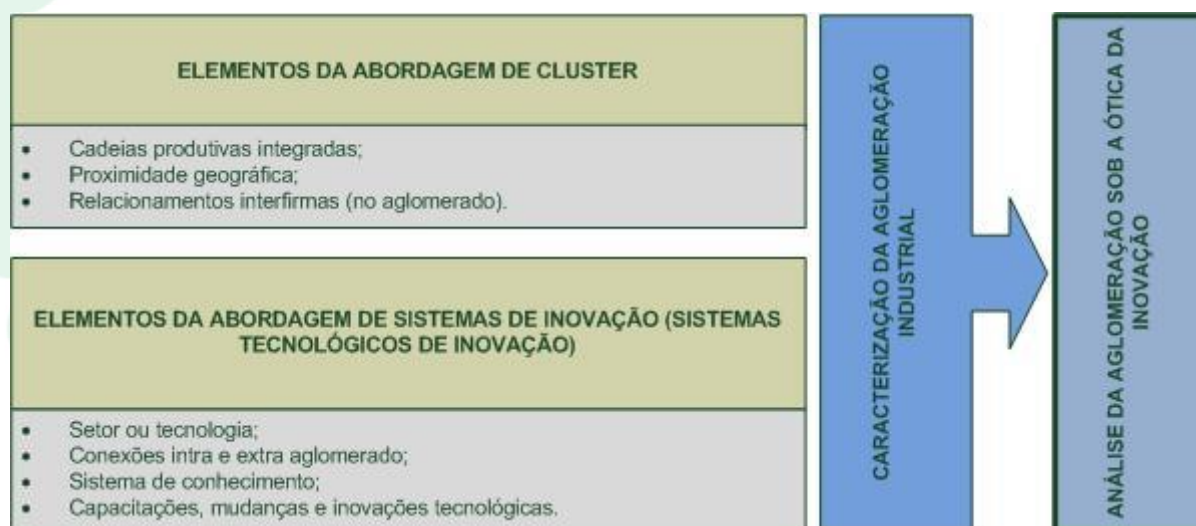 ELEMENTOS DA ABORDAGEM DE CLUSTER
• Cadeias produtivas integradas;
• Proximidade geográfica;
• Relacionamentos interfirmas (no aglomerado).
ELEMENTOS DA ABORDAGEM DE SISTEMAS DE INOVAÇÃO (SISTEMAS
TECNOLÓGICOS DE INOVAÇÃO)
• Setor ou tecnologia;
• Conexões intra e extra aglomerado;
• Sistema de conhecimento;
• Capacitações, mudanças e inovações tecnológicas.
CARACTERIZAÇÃO DA AGLOMERAÇÃO
INDUSTRIAL
ANÁLISE DA AGLOMERAÇÃO SOB A ÓTICA DA
INOVAÇÃO